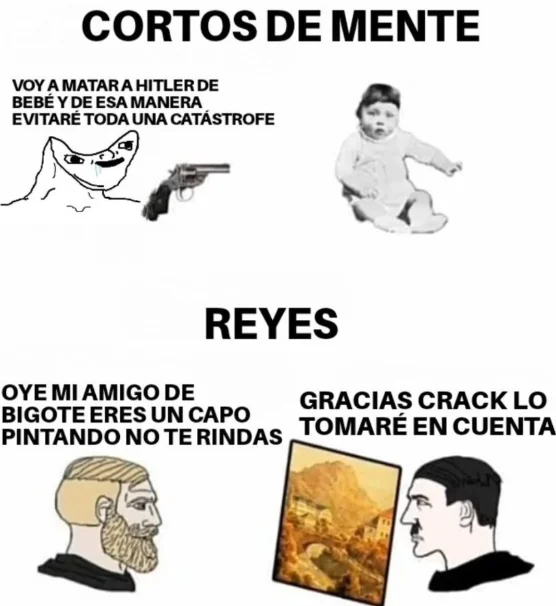 CORTOS DE MENTE
VOY A MATAR A HITLER DE
BEBÉ Y DE ESA MANERA
EVITARÉ TODA UNA CATÁSTROFE
REYES
OYE MI AMIGO DE
BIGOTE ERES UN CAPO
PINTANDO NO TE RINDAS
GRACIAS CRACK LO
TOMARÉ EN CUENTA